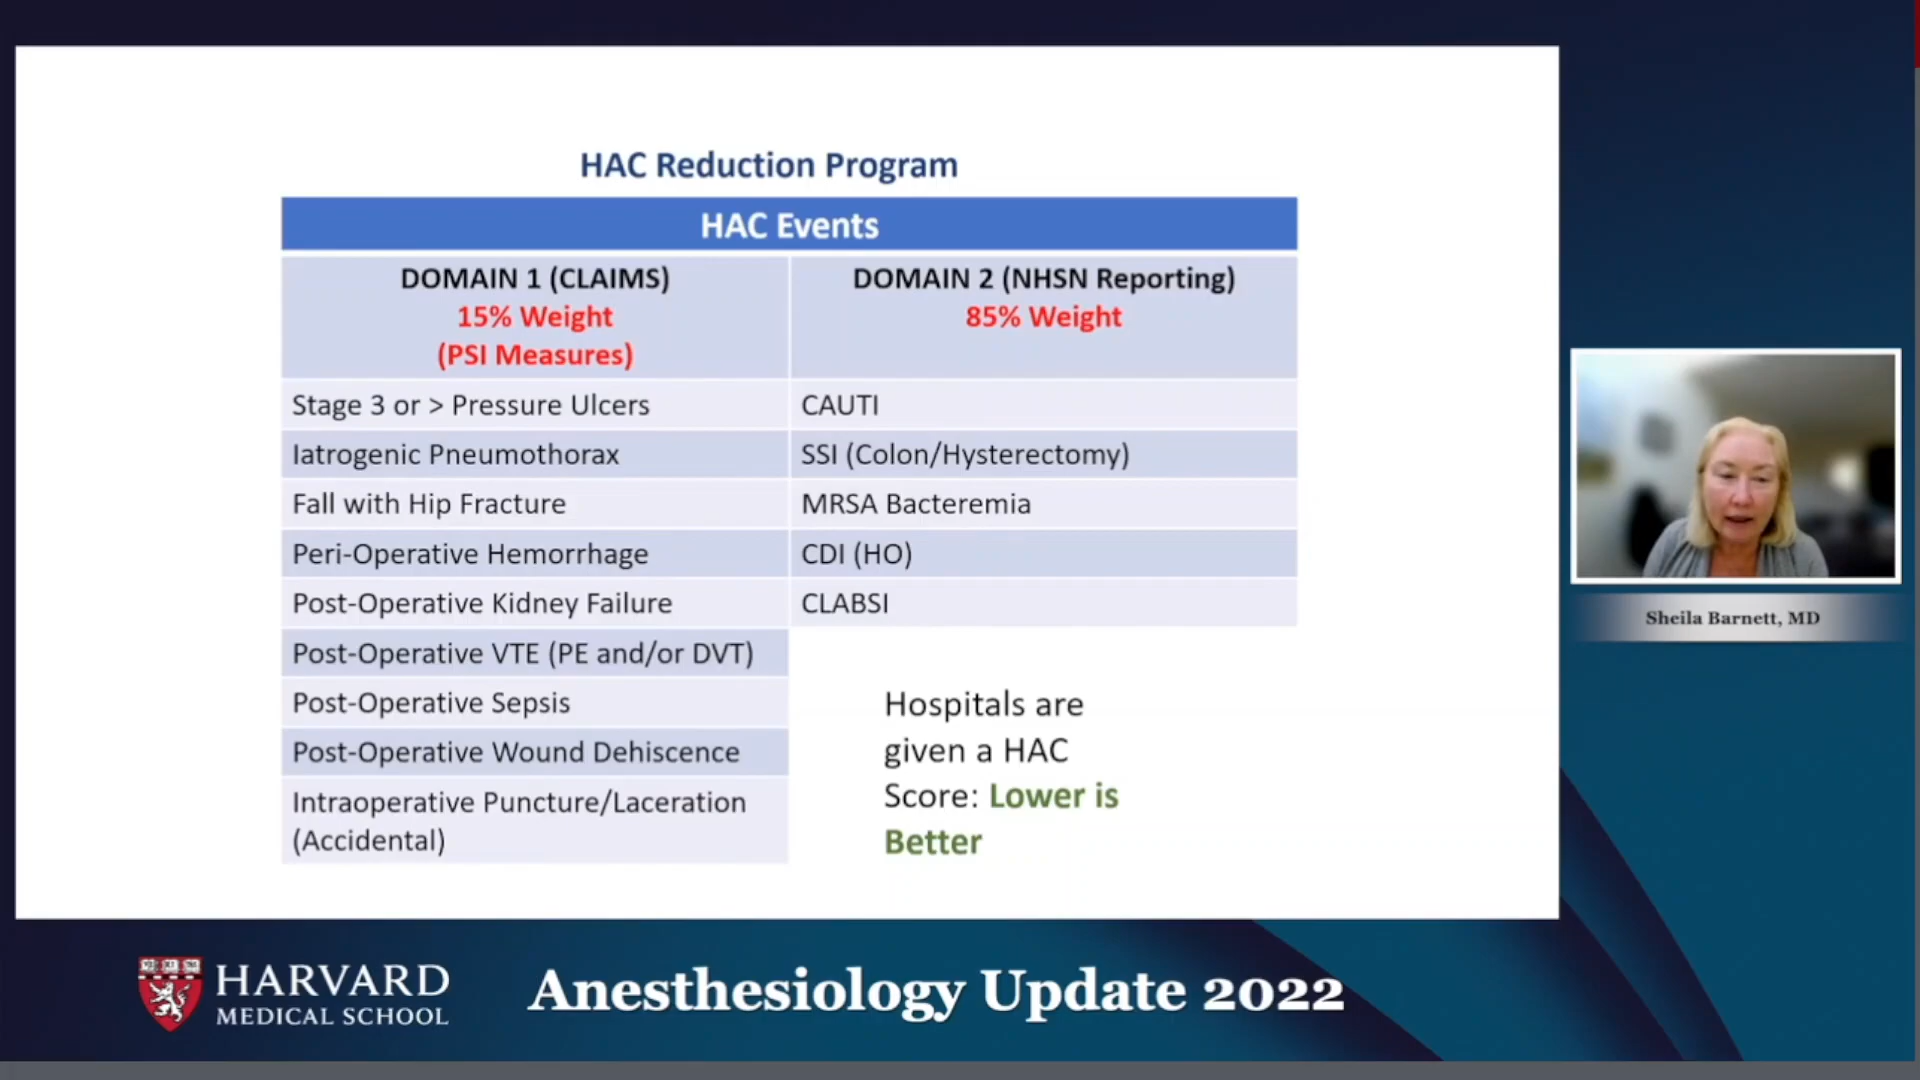 HAC Reduction Program
HAC Events
DOMAIN 1 (CLAIMS)
15% Weight
(PSI Measures)
DOMAIN 2 (NHSN Reporting)
85% Weight
Stage 3 or > Pressure Ulcers
CAUTI
Iatrogenic Pneumothorax
SSI (Colon/Hysterectomy)
Fall with Hip Fracture
MRSA Bacteremia
Peri-Operative Hemorrhage
CDI (HO)
Post-Operative Kidney Failure
CLABSI
Post-Operative VTE (PE and/or DVT)
Post-Operative Sepsis
Post-Operative Wound Dehiscence
Intraoperative Puncture/Laceration
(Accidental)
Hospitals are
given a HAC
Score: Lower is
Better
Sheila Barnett, MD
HARVARD
MEDICAL SCHOOL
Anesthesiology Update 2022